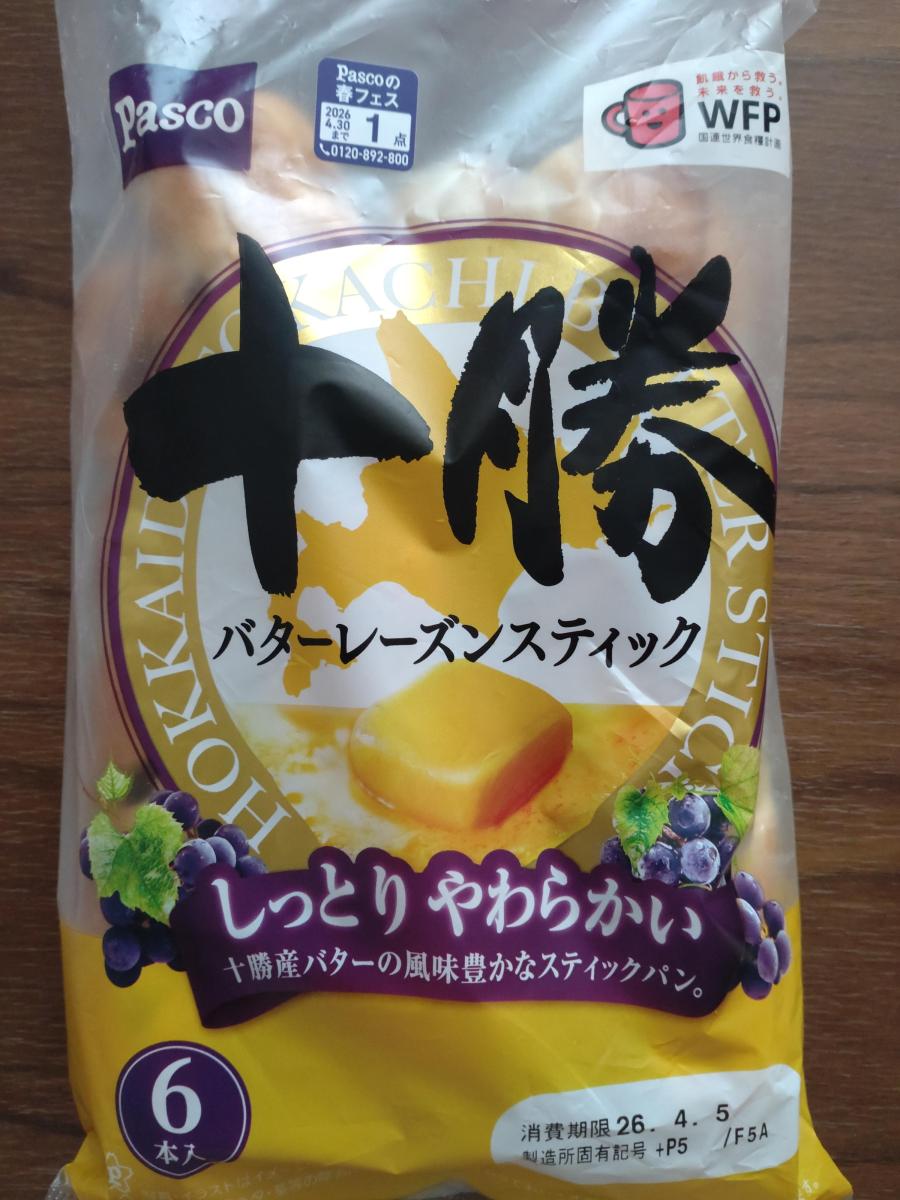 Pasco
Pascoの
春フェス
2026
4.30
まで
1点
0120-892-800
飢餓から救う。
未来を救う。
WFP
国連世界食糧計画
HOKKAIDO TOKACHI BUTTER STICK
十勝
バターレーズンスティック
しっとり やわらかい
十勝産バターの風味豊かなスティックパン。
6
本入
消費期限 26. 4. 5
製造所固有記号 +P5 /F5A